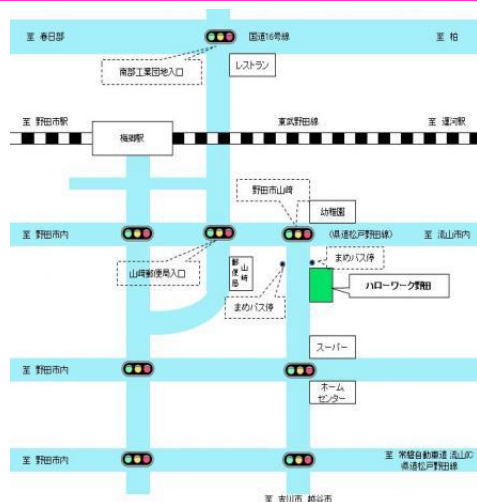 至 春日部
国道16号線
至 柏
南部工業団地入口
レストラン
至 野田市駅
梅郷駅
東武野田線
至 運河駅
野田市山崎
幼稚園
至 野田市内
(県道松戸野田線)
至 流山市内
山崎郵便局入口
山崎
郵便局
まめバス停
まめバス停
ハローワーク野田
スーパー
至 野田市内
ホーム
センター
至 野田市内
至 常磐自動車道 流山IC
県道松戸野田線
至 吉川市 越谷市